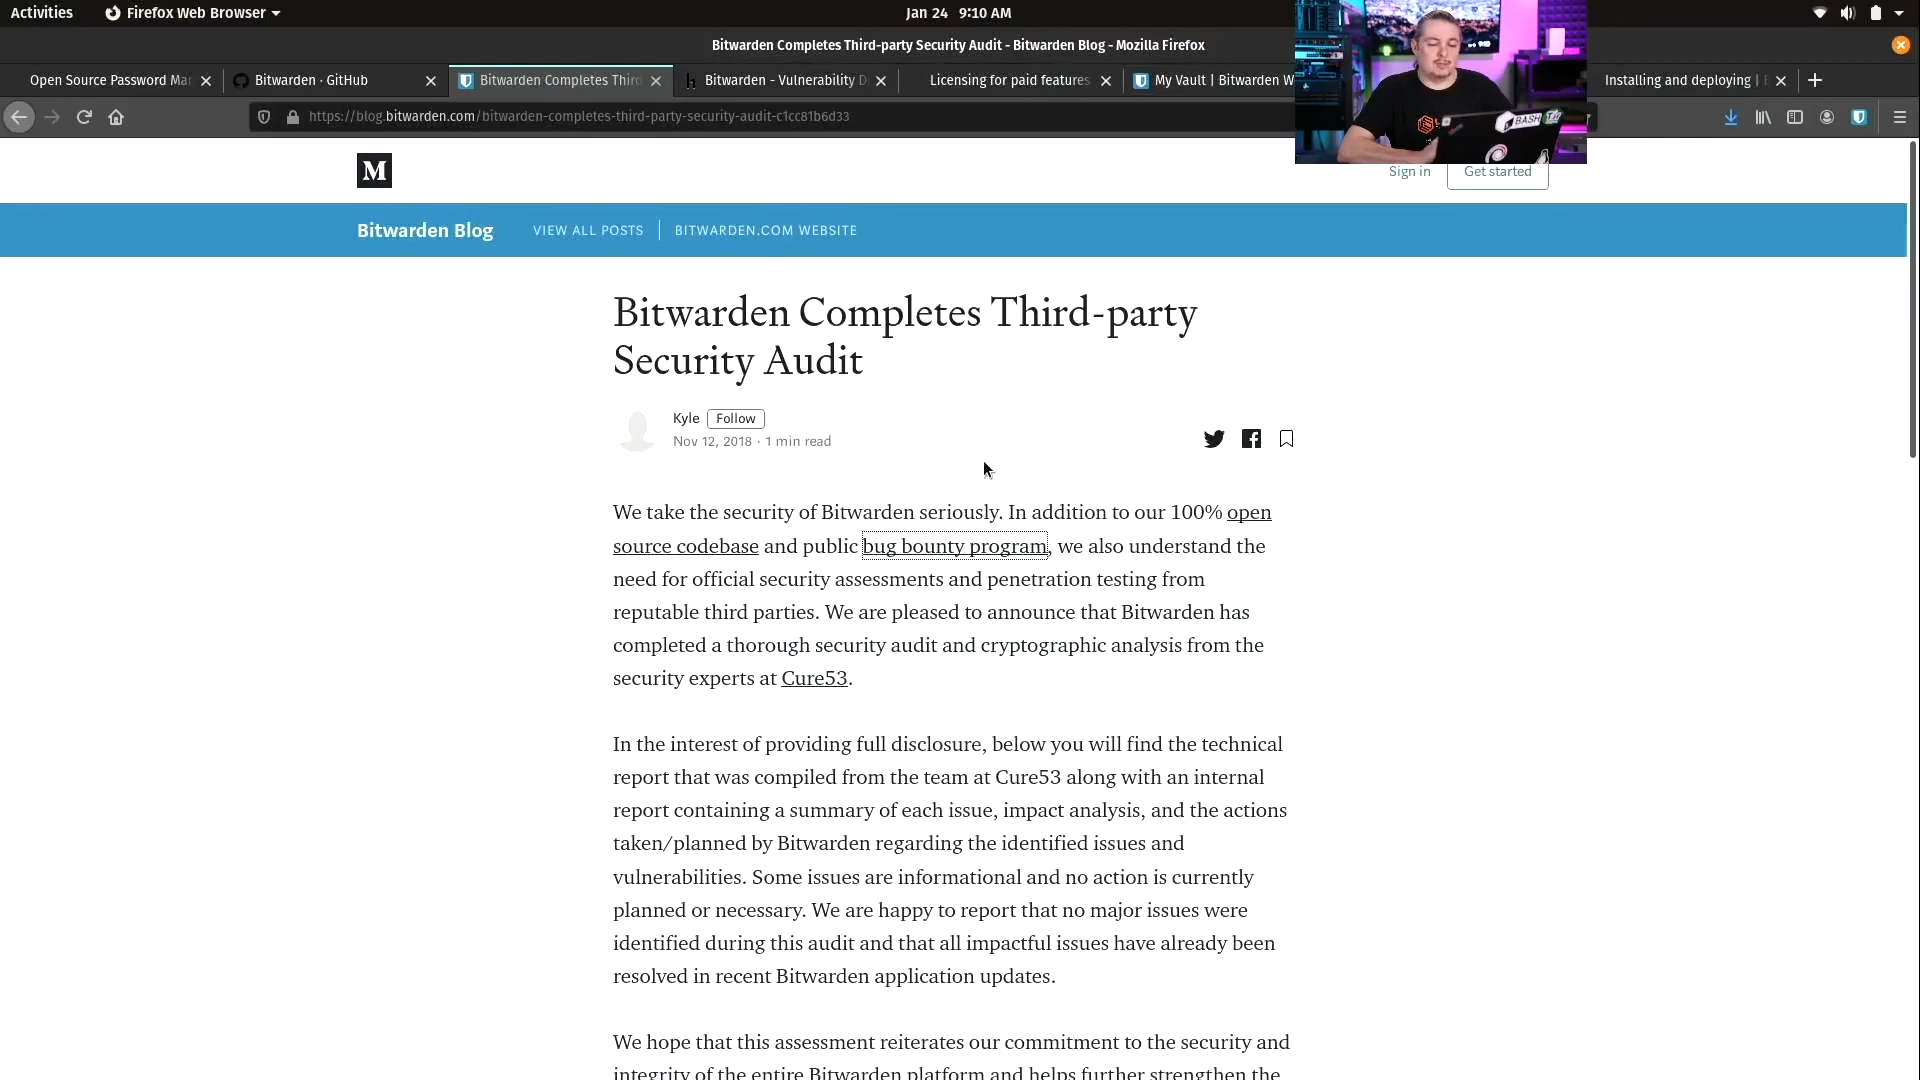 Activities
Firefox Web Browser
Jan 24 9:10 AM
Bitwarden Completes Third-party Security Audit - Bitwarden Blog - Mozilla Firefox
Open Source Password Mar
Bitwarden · GitHub
Bitwarden Completes Third
Bitwarden - Vulnerability D
Licensing for paid features
My Vault | Bitwarden W
Installing and deploying |
https://blog.bitwarden.com/bitwarden-completes-third-party-security-audit-c1cc81b6d33
BASH
M
Sign in
Get started
Bitwarden Blog
VIEW ALL POSTS
BITWARDEN.COM WEBSITE
Bitwarden Completes Third-party
Security Audit
Kyle Follow
Nov 12, 2018 · 1 min read
We take the security of Bitwarden seriously. In addition to our 100% open
source codebase and public bug bounty program, we also understand the
need for official security assessments and penetration testing from
reputable third parties. We are pleased to announce that Bitwarden has
completed a thorough security audit and cryptographic analysis from the
security experts at Cure53.
In the interest of providing full disclosure, below you will find the technical
report that was compiled from the team at Cure53 along with an internal
report containing a summary of each issue, impact analysis, and the actions
taken/planned by Bitwarden regarding the identified issues and
vulnerabilities. Some issues are informational and no action is currently
planned or necessary. We are happy to report that no major issues were
identified during this audit and that all impactful issues have already been
resolved in recent Bitwarden application updates.
We hope that this assessment reiterates our commitment to the security and
integrity of the entire Bitwarden platform and helps further strengthen the